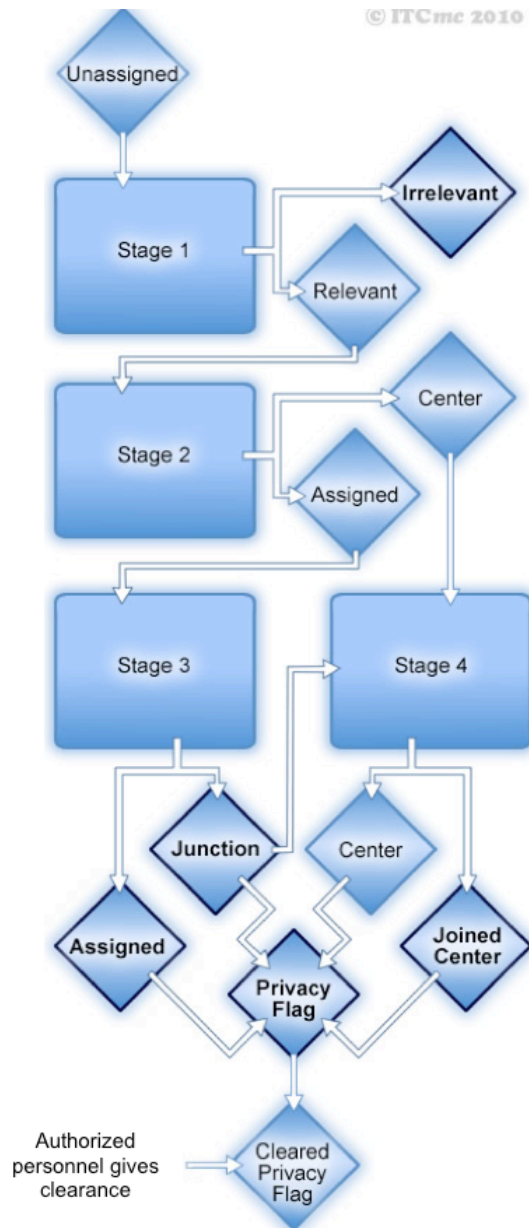 © ITCmc 2010
Unassigned
Irrelevant
Stage 1
Relevant
Center
Stage 2
Assigned
Stage 3
Stage 4
Junction
Center
Assigned
Joined
Center
Privacy
Flag
Authorized
personnel gives
clearance
Cleared
Privacy
Flag